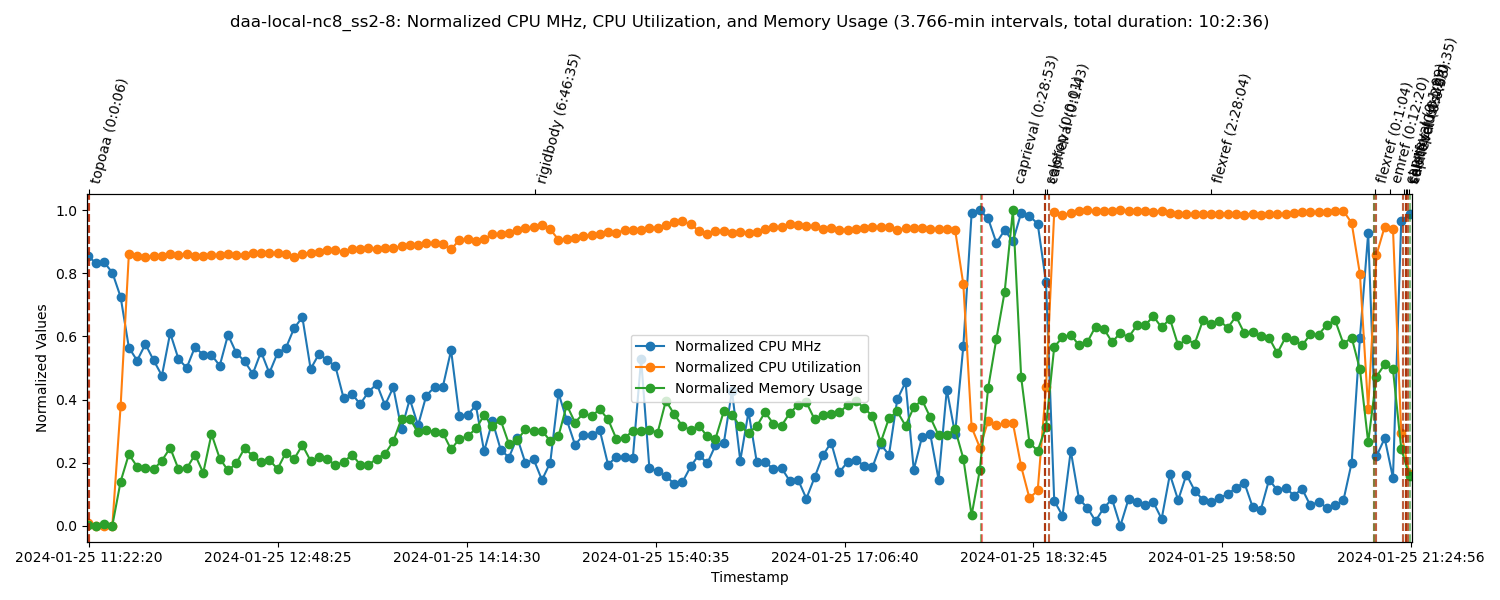 daa-local-nc8_ss2-8: Normalized CPU MHz, CPU Utilization, and Memory Usage (3.766-min intervals, total duration: 10:2:36)
topoaa (0:0:06)
rigidbody (6:46:35)
caprieval (0:28:53)
caprieval (0:1:43)
flexref (2:28:04)
flexref (0:1:04)
emref (0:12:20)
Normalized Values
1.0
0.8
0.6
0.4
0.2
0.0
Normalized CPU MHz
Normalized CPU Utilization
Normalized Memory Usage
2024-01-25 11:22:20
2024-01-25 12:48:25
2024-01-25 14:14:30
2024-01-25 15:40:35
2024-01-25 17:06:40
2024-01-25 18:32:45
2024-01-25 19:58:50
2024-01-25 21:24:56
Timestamp